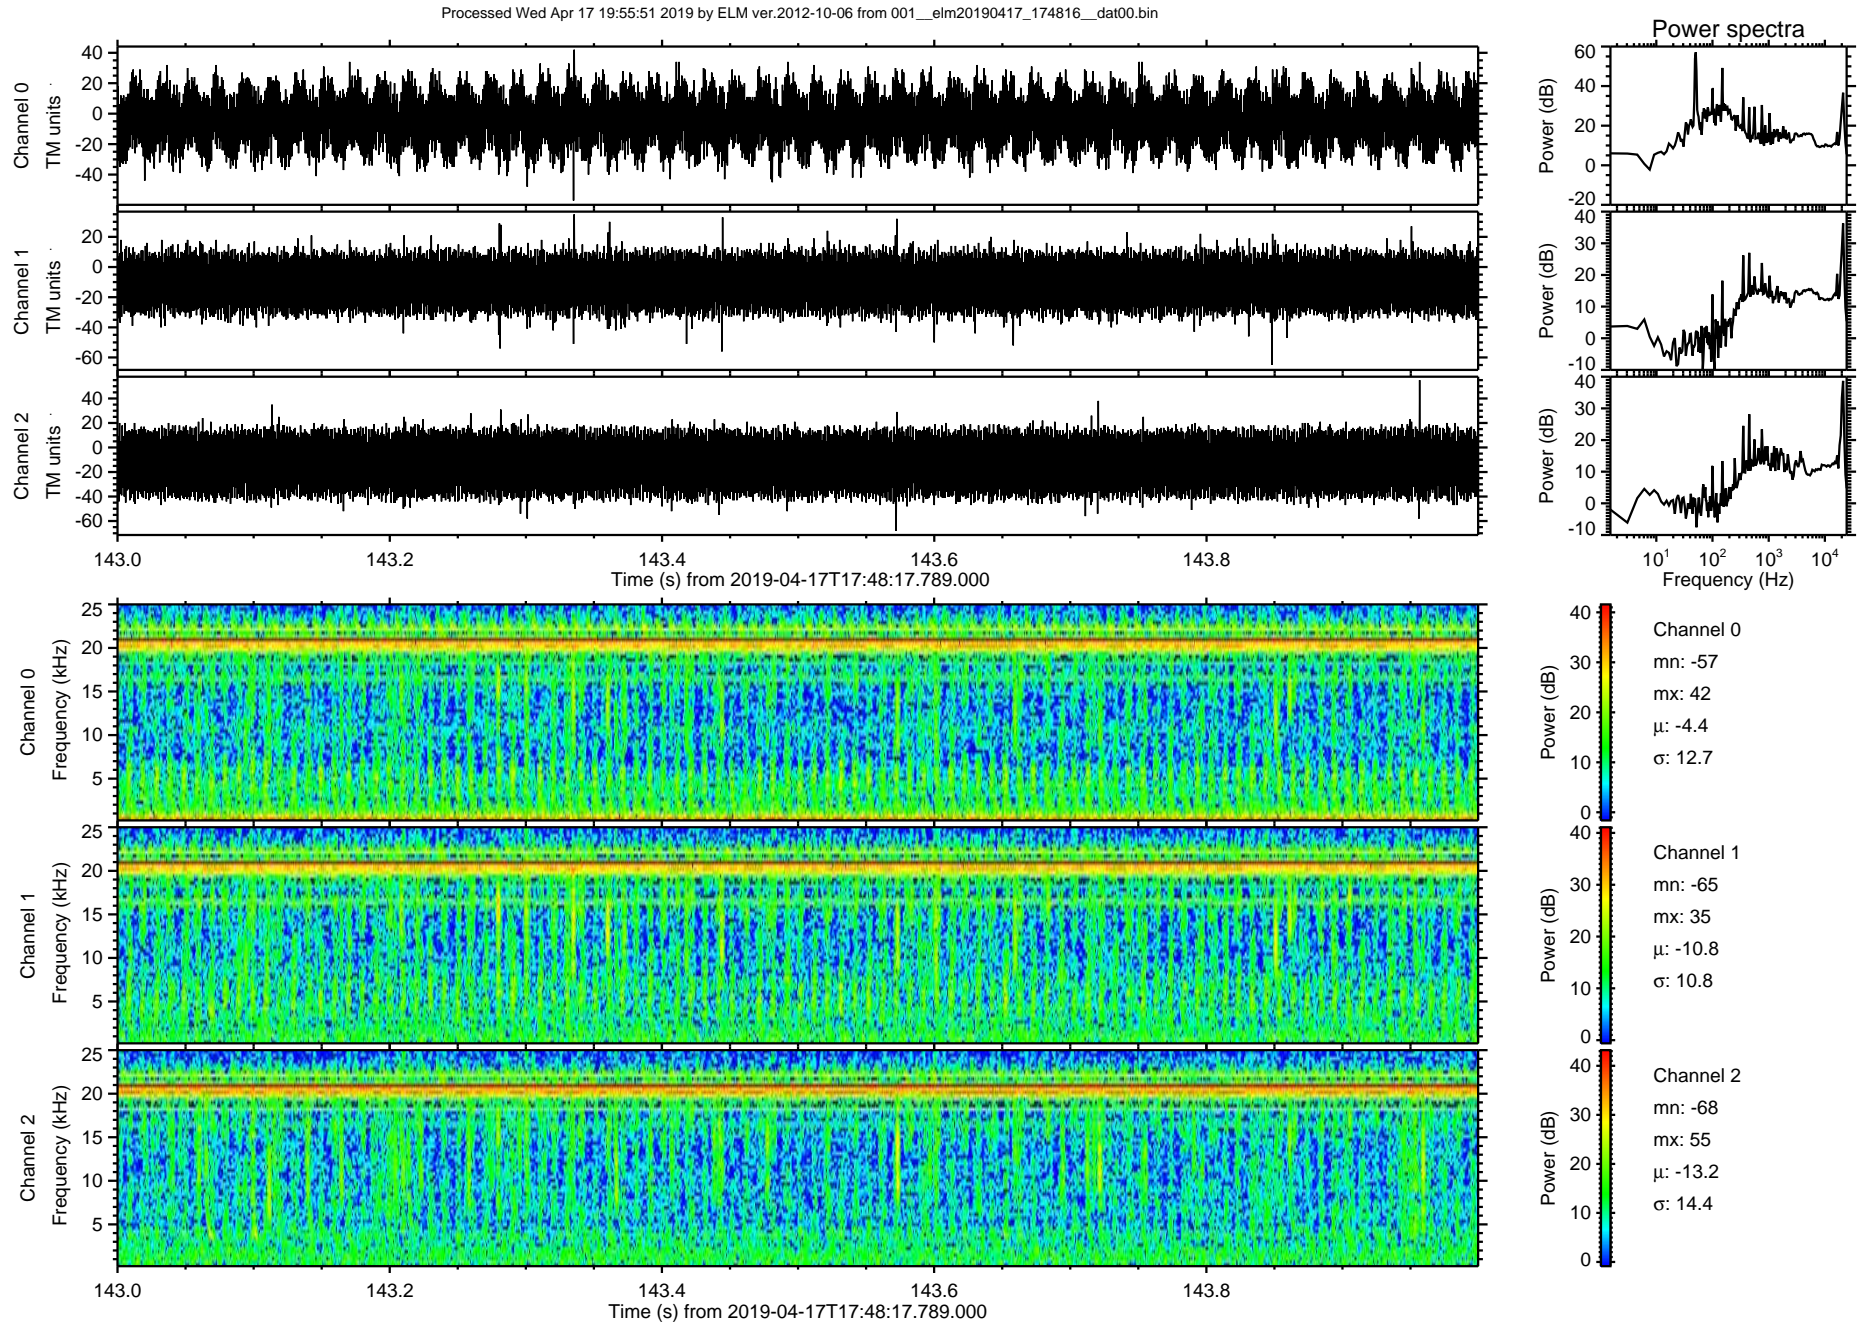 Processed Wed Apr 17 19:55:51 2019 by ELM ver.2012-10-06 from 001__elm20190417_174816__dat00.bin
Power spectra
Channel 0
TM units
40
20
0
-20
-40
Power (dB)
60
40
20
0
-20
Channel 1
TM units
20
0
-20
-40
-60
Power (dB)
40
30
20
10
0
-10
Channel 2
TM units
40
20
0
-20
-40
-60
Power (dB)
40
30
20
10
0
-10
143.0 143.2 143.4 143.6 143.8
Time (s) from 2019-04-17T17:48:17.789.000
10^1 10^2 10^3 10^4
Frequency (Hz)
Channel 0
Frequency (kHz)
25
20
15
10
5
Power (dB)
40
30
20
10
0
Channel 0
mn: -57
mx: 42
μ: -4.4
σ: 12.7
Channel 1
Frequency (kHz)
25
20
15
10
5
Power (dB)
40
30
20
10
0
Channel 1
mn: -65
mx: 35
μ: -10.8
σ: 10.8
Channel 2
Frequency (kHz)
25
20
15
10
5
Power (dB)
40
30
20
10
0
Channel 2
mn: -68
mx: 55
μ: -13.2
σ: 14.4
143.0 143.2 143.4 143.6 143.8
Time (s) from 2019-04-17T17:48:17.789.000